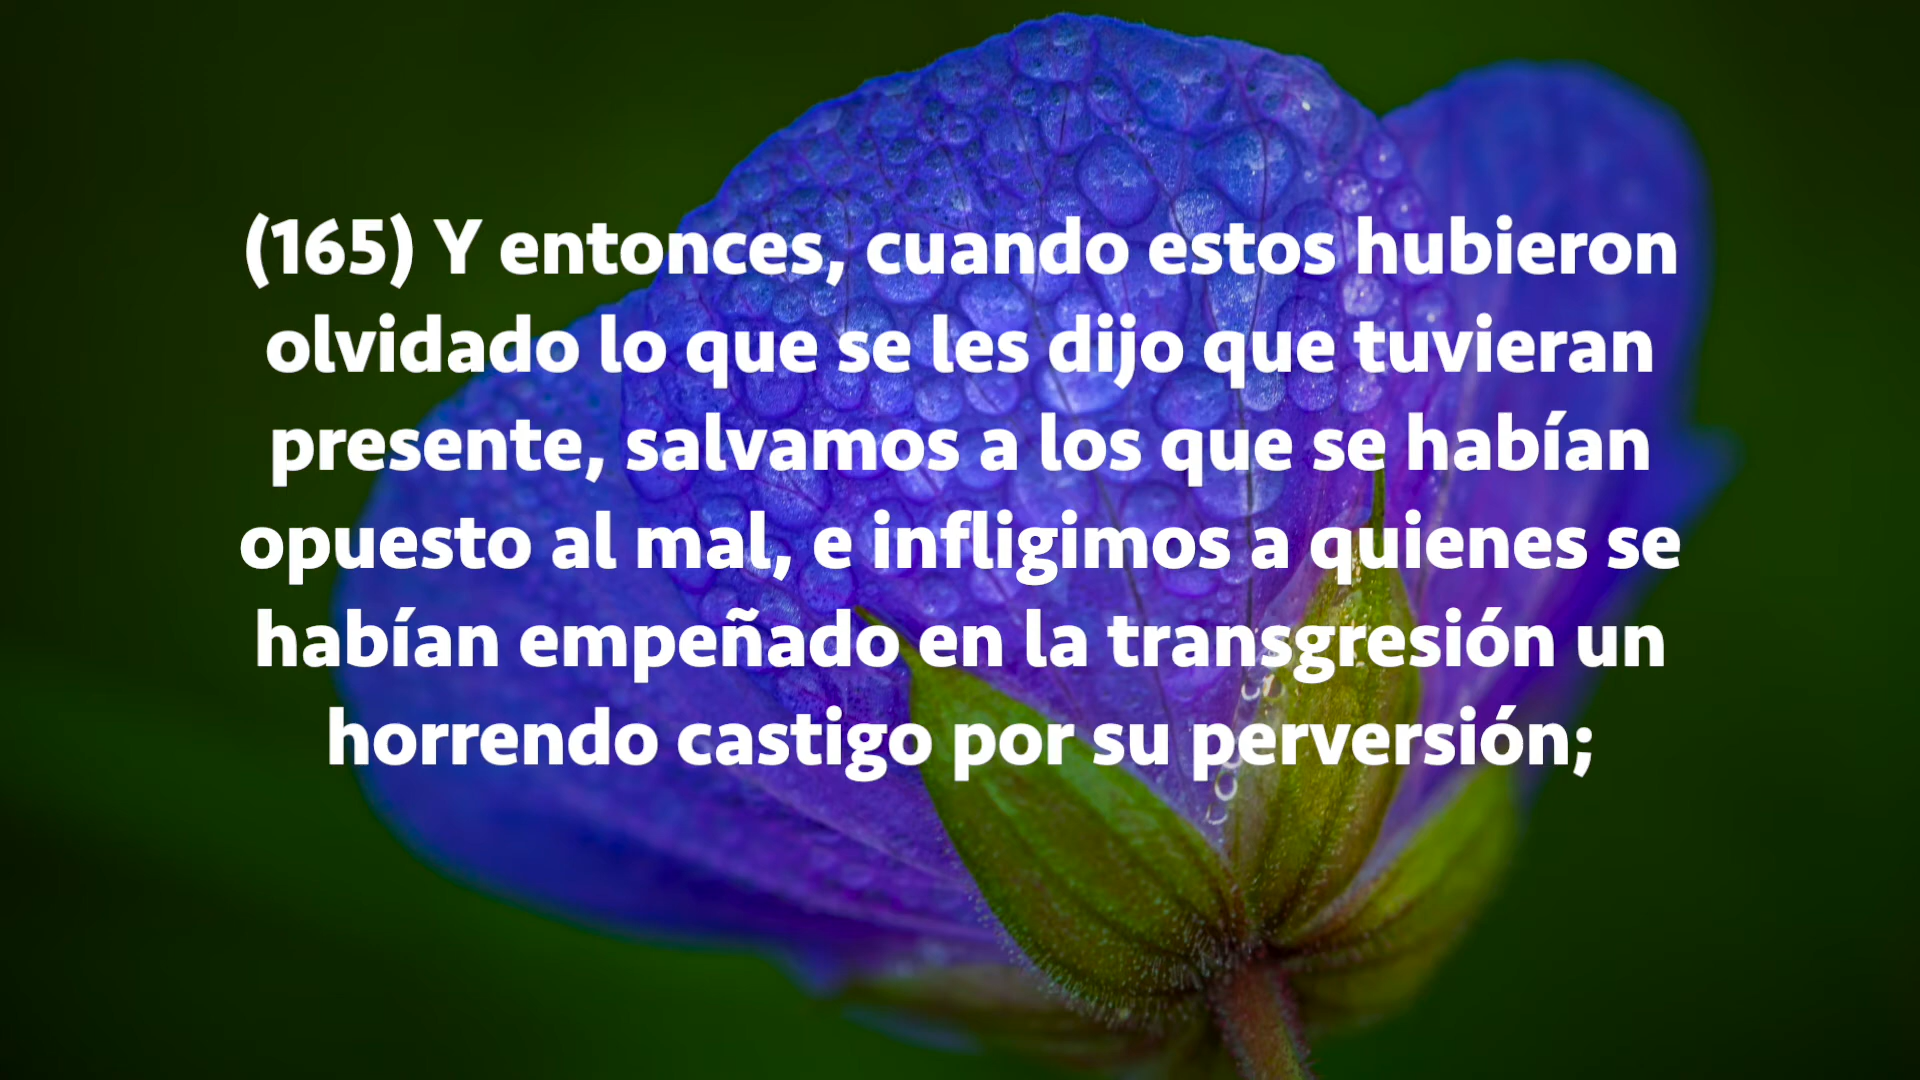 (165) Y entonces, cuando estos hubieron
olvidado lo que se les dijo que tuvieran
presente, salvamos a los que se habían
opuesto al mal, e infligimos a quienes se
habían empeñado en la transgresión un
horrendo castigo por su perversión;